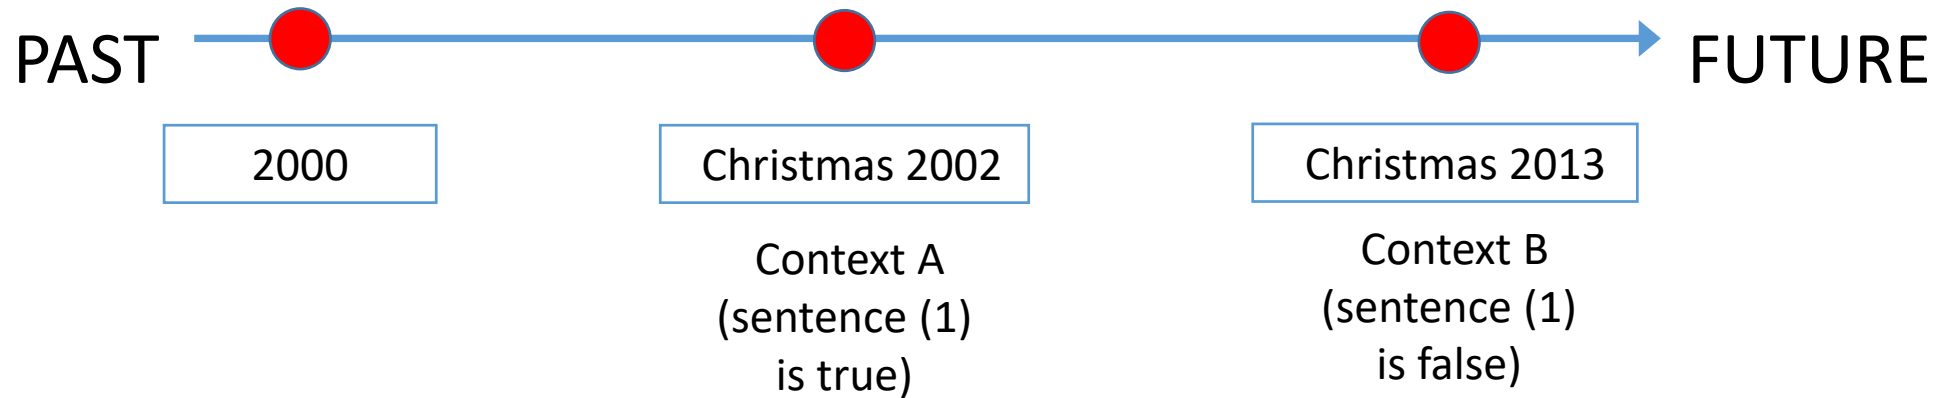 PAST
FUTURE
2000
Christmas 2002
Christmas 2013
Context A
(sentence (1)
is true)
Context B
(sentence (1)
is false)